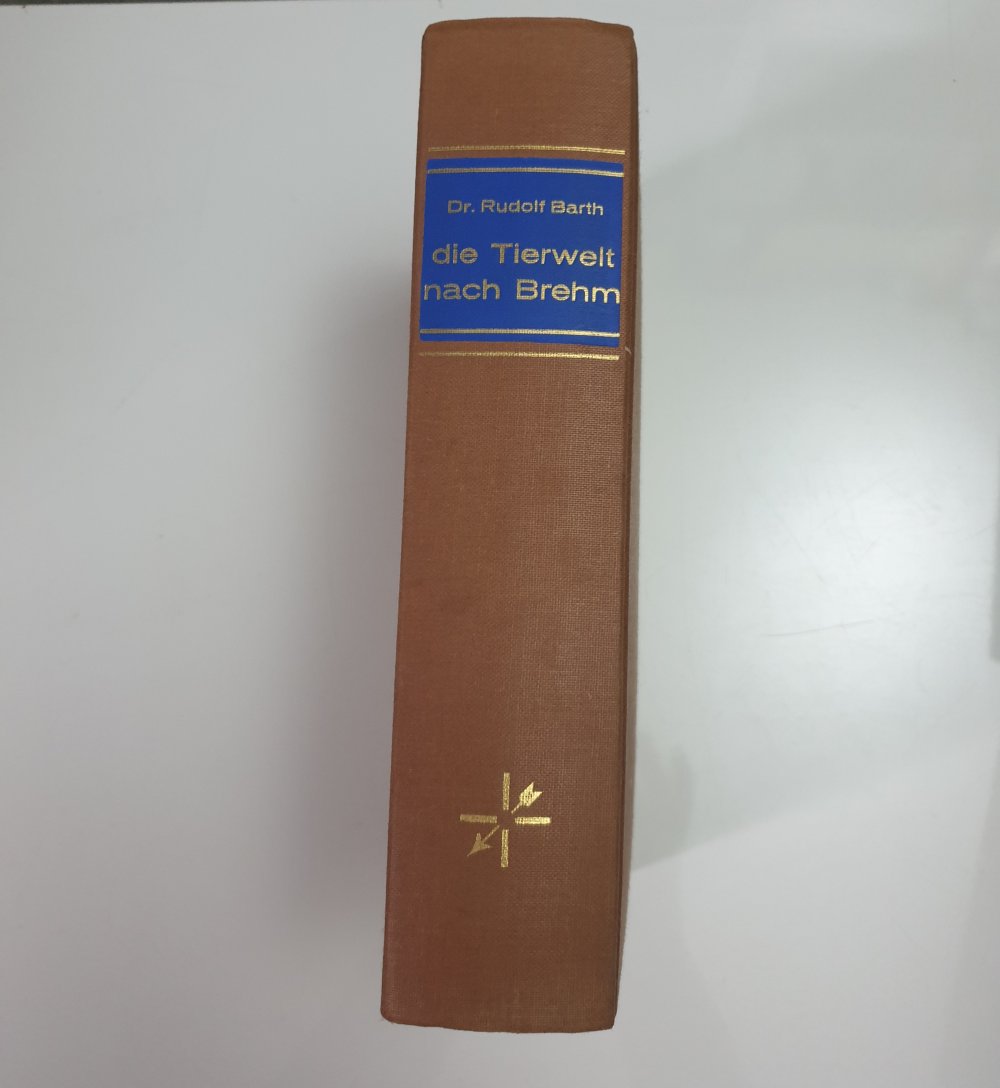 Dr. Rudolf Barth
die Tierwelt
nach Brehm